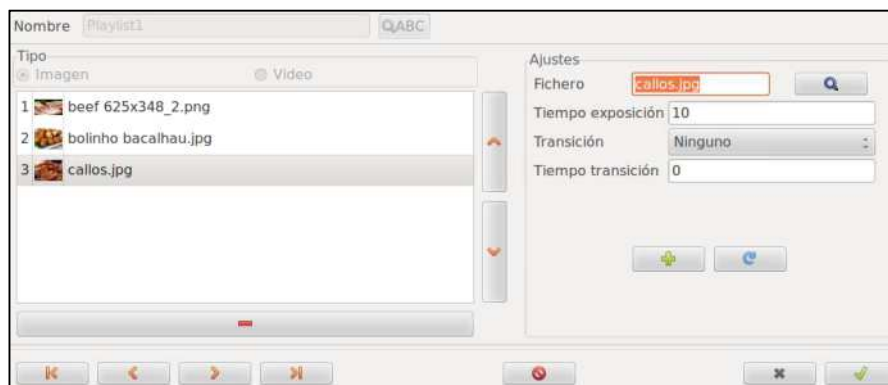 Nombre Playlist1 ABC
Tipo
Imagen Video
1 beef 625x348_2.png
2 bolinho bacalhau.jpg
3 callos.jpg
Ajustes
Fichero callos.jpg
Tiempo exposición 10
Transición Ninguno
Tiempo transición 0